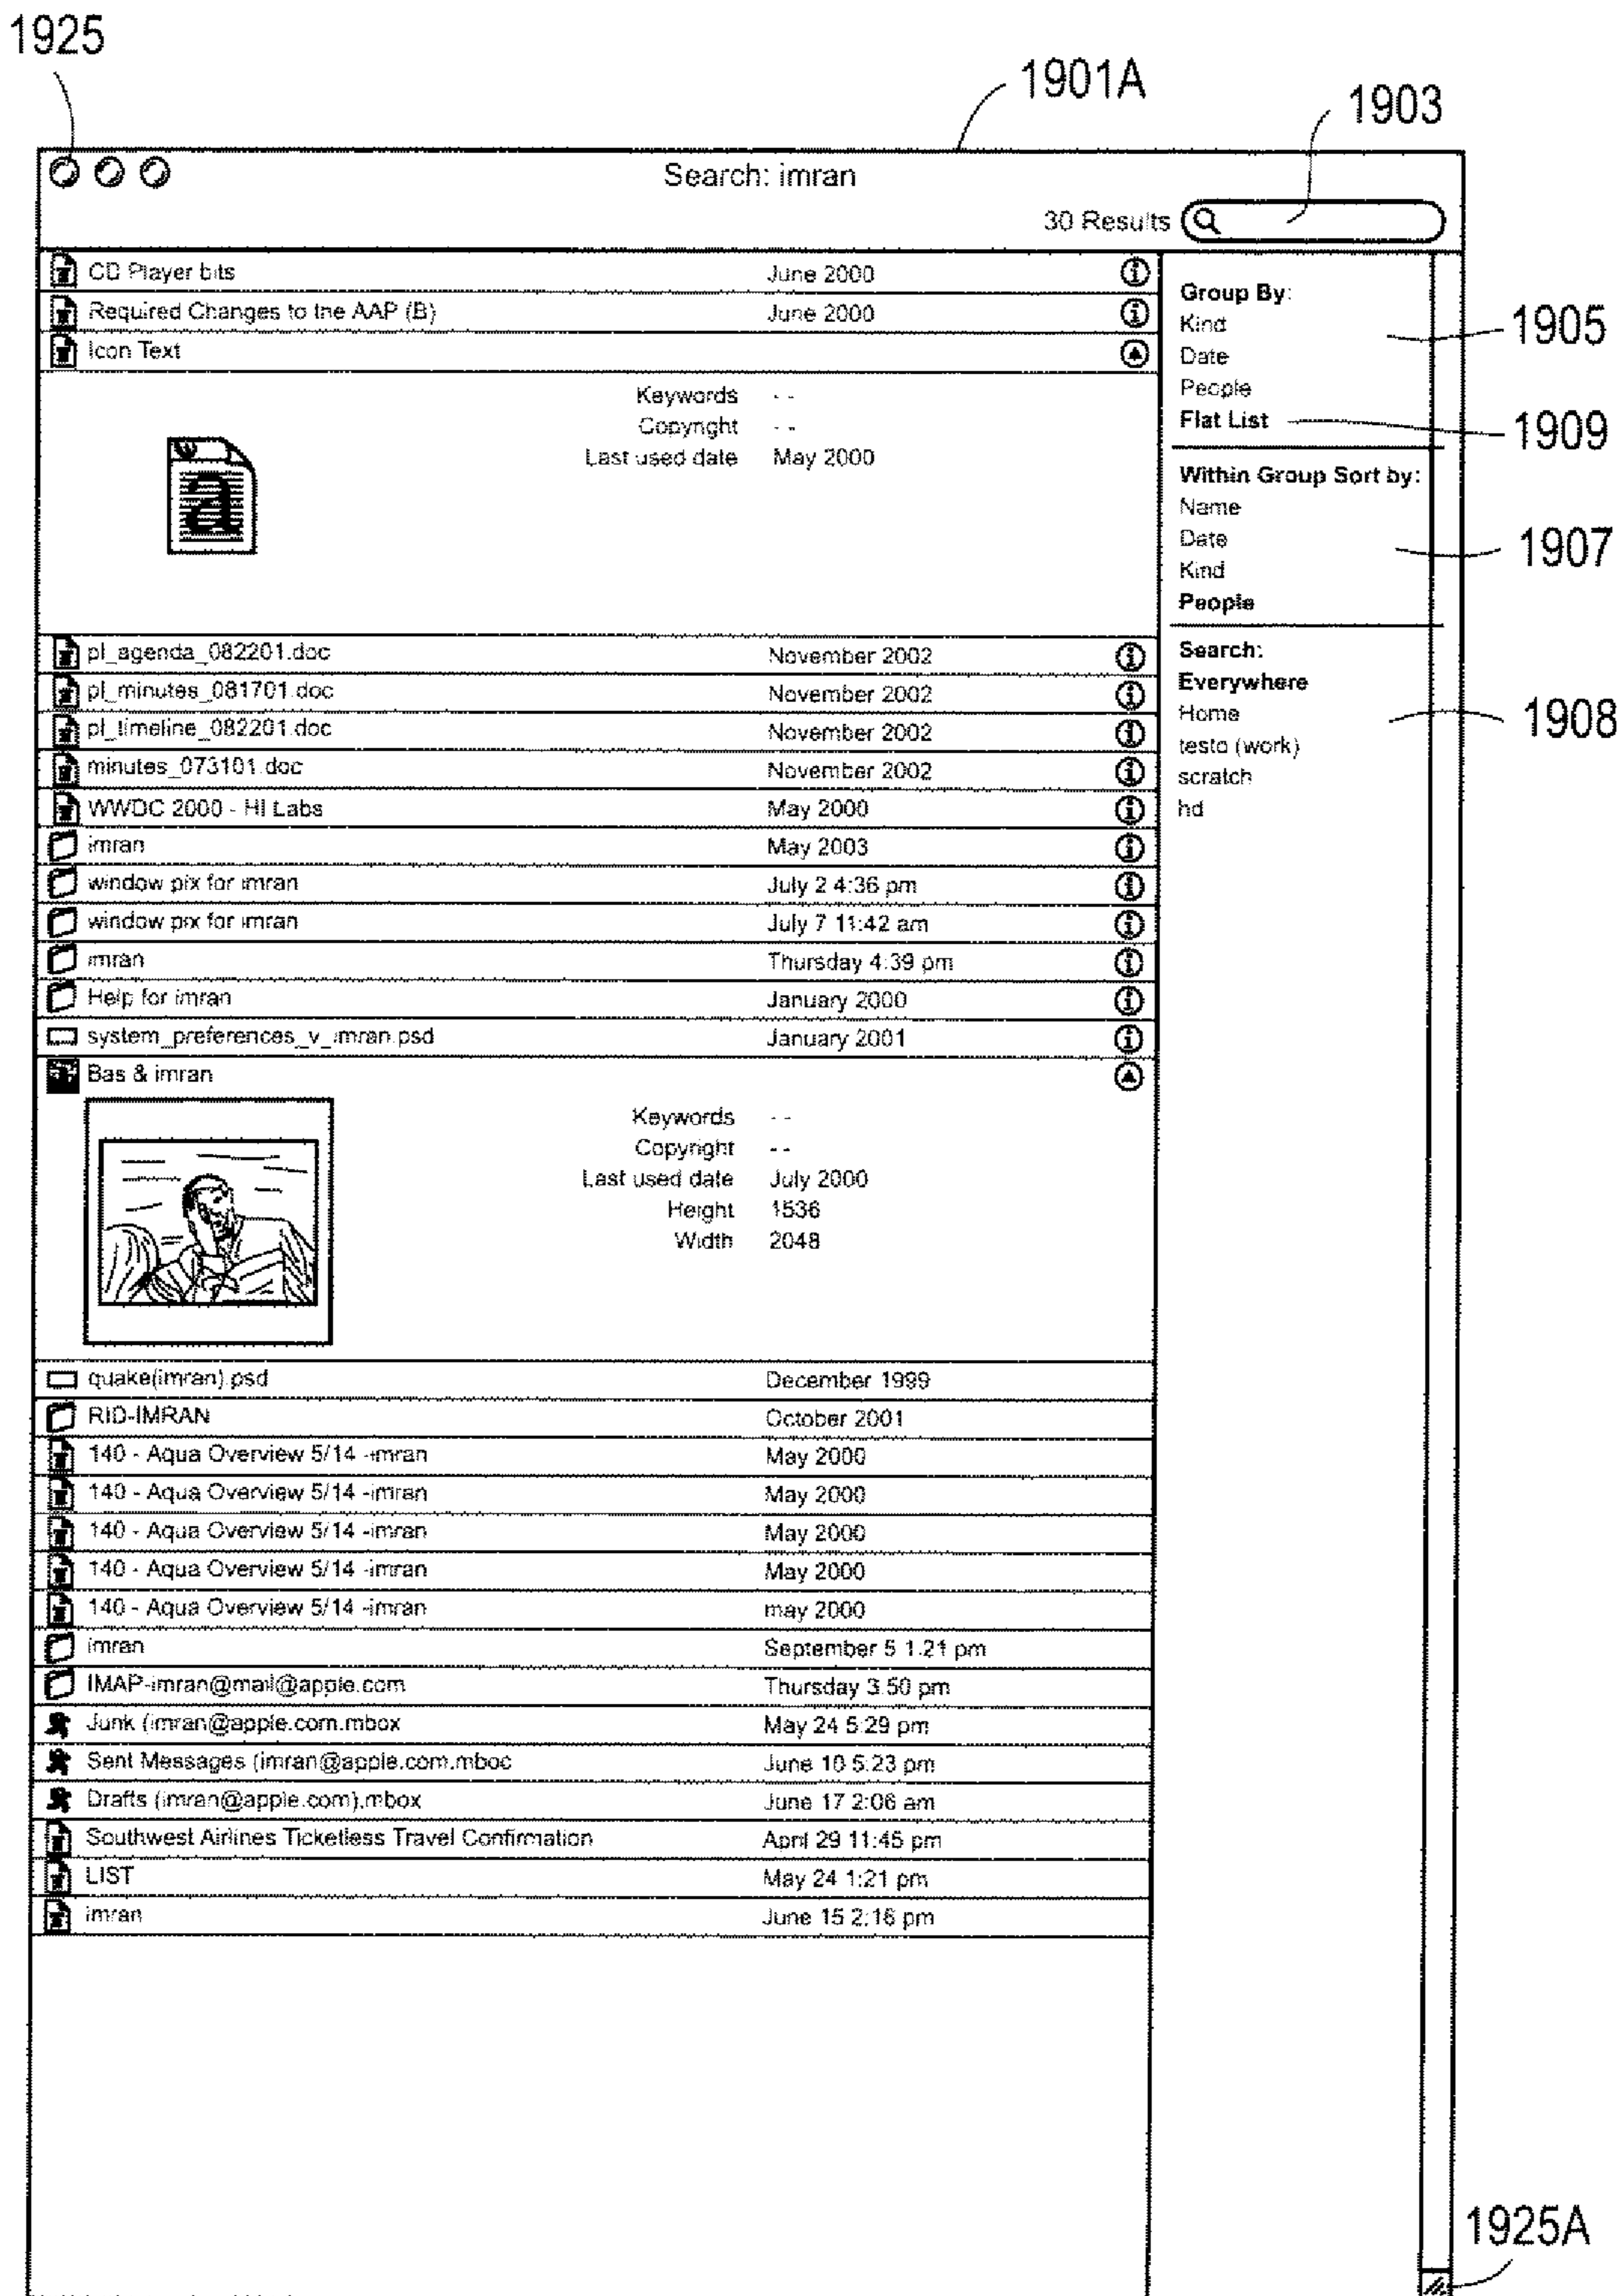 1925
1901A
1903
Search: imran
30 Results
CD Player bits June 2000
Required Changes to the AAP (B) June 2000
Icon Text
Keywords - -
Copyright - -
Last used date May 2000
pl_agenda_082201.doc November 2002
pl_minutes_081701.doc November 2002
pl_timeline_082201.doc November 2002
minutes_073101.doc November 2002
WWDC 2000 - HI Labs May 2000
imran May 2003
window pix for imran July 2 4:36 pm
window pix for imran July 7 11:42 am
imran Thursday 4:39 pm
Help for imran January 2000
system_preferences_v_imran.psd January 2001
Bas & imran
Keywords - -
Copyright - -
Last used date July 2000
Height 1536
Width 2048
quake(imran).psd December 1999
RID-IMRAN October 2001
140 - Aqua Overview 5/14 -imran May 2000
140 - Aqua Overview 5/14 -imran May 2000
140 - Aqua Overview 5/14 -imran May 2000
140 - Aqua Overview 5/14 -imran May 2000
140 - Aqua Overview 5/14 -imran may 2000
imran September 5 1:21 pm
IMAP-imran@mail@apple.com Thursday 3:50 pm
Junk (imran@apple.com.mbox May 24 5:29 pm
Sent Messages (imran@apple.com.mboc June 10 5:23 pm
Drafts (imran@apple.com).mbox June 17 2:06 am
Southwest Airlines Ticketless Travel Confirmation April 29 11:45 pm
LIST May 24 1:21 pm
imran June 15 2:16 pm
Group By:
Kind
Date
People
Flat List
1905
1909
Within Group Sort by:
Name
Date
Kind
People
1907
Search:
Everywhere
Home
testo (work)
scratch
hd
1908
1925A